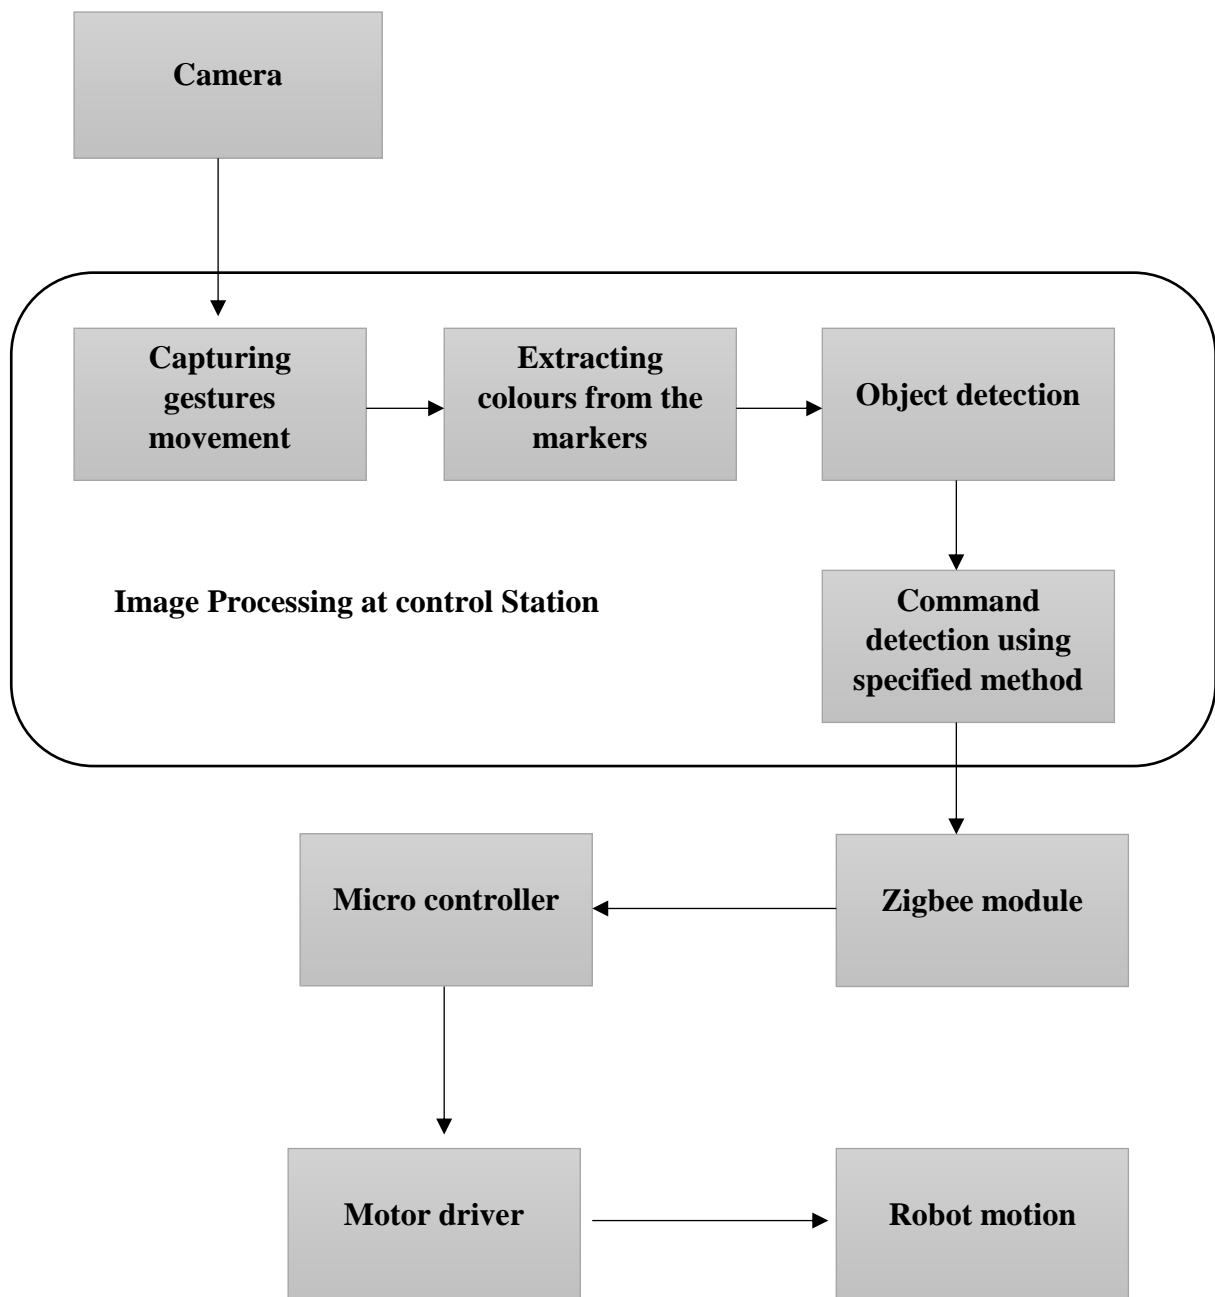 Camera
Capturing
gestures
movement
Extracting
colours from the
markers
Object detection
Image Processing at control Station
Command
detection using
specified method
Micro controller
Zigbee module
Motor driver
Robot motion